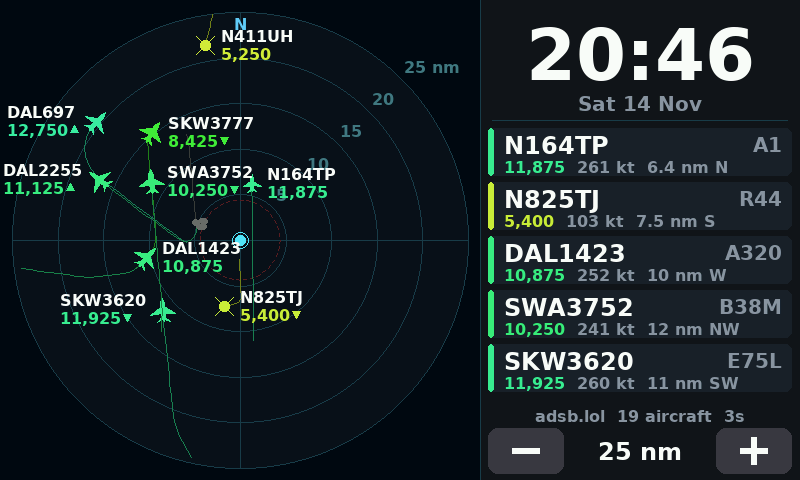 N
N411UH
5,250
25 nm
20
15
10
5
DAL697
12,750▲
SKW3777
8,425▼
DAL2255
11,125▲
SWA3752
10,250▼
N164TP
11,875
DAL1423
10,875
SKW3620
11,925▼
N825TJ
5,400▼
20:46
Sat 14 Nov
N164TP A1
11,875 261 kt 6.4 nm N
N825TJ R44
5,400 103 kt 7.5 nm S
DAL1423 A320
10,875 252 kt 10 nm W
SWA3752 B38M
10,250 241 kt 12 nm NW
SKW3620 E75L
11,925 260 kt 11 nm SW
adsb.lol 19 aircraft 3s
− 25 nm +